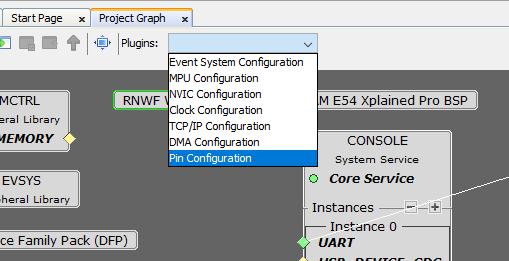 Start Page
Project Graph
Plugins:
Event System Configuration
MPU Configuration
NVIC Configuration
Clock Configuration
TCP/IP Configuration
DMA Configuration
Pin Configuration
MCTRL
eral Library
MEMORY
RNWF W
AM E54 Xplained Pro BSP
CONSOLE
System Service
Core Service
EVSYS
pheral Library
Instances
Instance 0
UART
ce Family Pack (DFP)